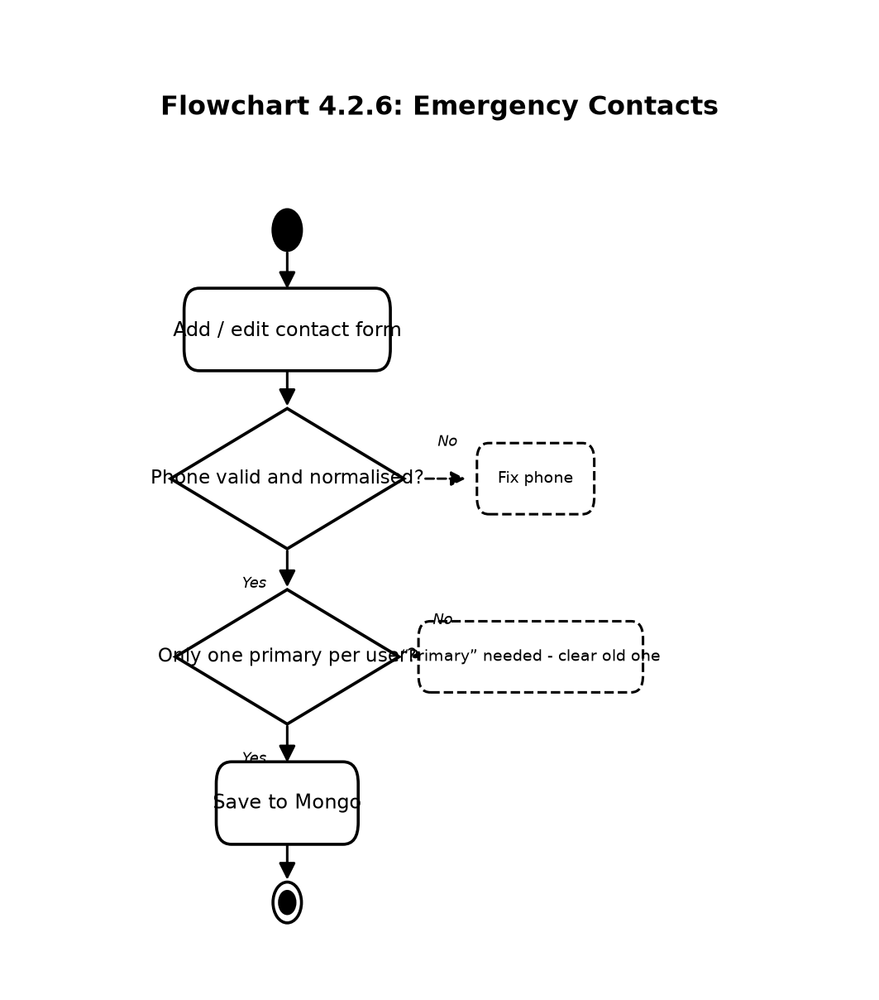 Flowchart 4.2.6: Emergency Contacts
Add / edit contact form
Phone valid and normalised?
No
Fix phone
Yes
Only one primary per user?
No
“Primary” needed - clear old one
Yes
Save to Mongo